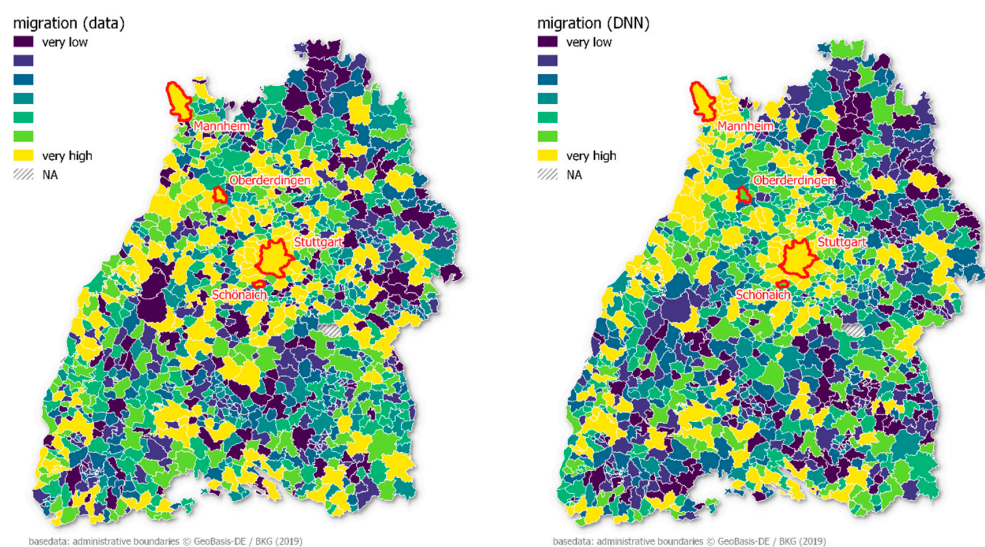 migration (data)
very low
very high
NA
Mannheim
Oberderdingen
Stuttgart
Schönaich
basedata: administrative boundaries © GeoBasis-DE / BKG (2019)
migration (DNN)
very low
very high
NA
Mannheim
Oberderdingen
Stuttgart
Schönaich
basedata: administrative boundaries © GeoBasis-DE / BKG (2019)